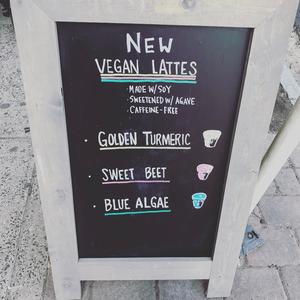 NEW
VEGAN LATTES
· MADE W/ SOY
· SWEETENED W/ AGAVE
· CAFFEINE-FREE
· GOLDEN TURMERIC
· SWEET BEET
· BLUE ALGAE